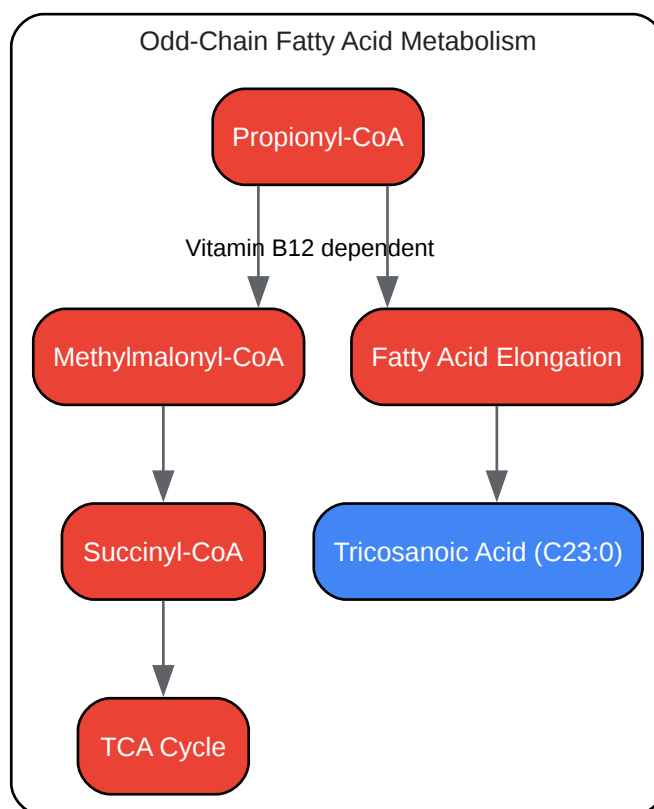 Odd-Chain Fatty Acid Metabolism
Propionyl-CoA
Vitamin B12 dependent
Methylmalonyl-CoA
Fatty Acid Elongation
Succinyl-CoA
Tricosanoic Acid (C23:0)
TCA Cycle